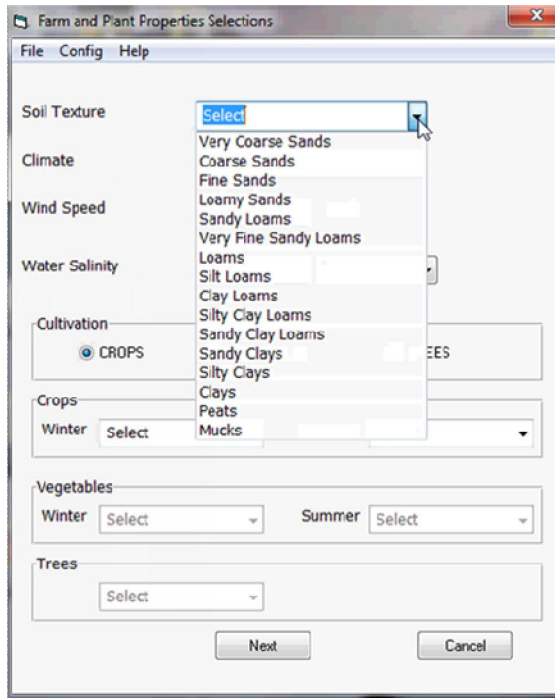 Farm and Plant Properties Selections
File Config Help
Soil Texture Select
Very Coarse Sands
Coarse Sands
Fine Sands
Loamy Sands
Sandy Loams
Very Fine Sandy Loams
Loams
Silt Loams
Clay Loams
Silty Clay Loams
Sandy Clay Loams
Sandy Clays
Silty Clays
Clays
Peats
Mucks
Climate
Wind Speed
Water Salinity
Cultivation
CROPS EES
Crops
Winter Select
Vegetables
Winter Select Summer Select
Trees
Select
Next Cancel